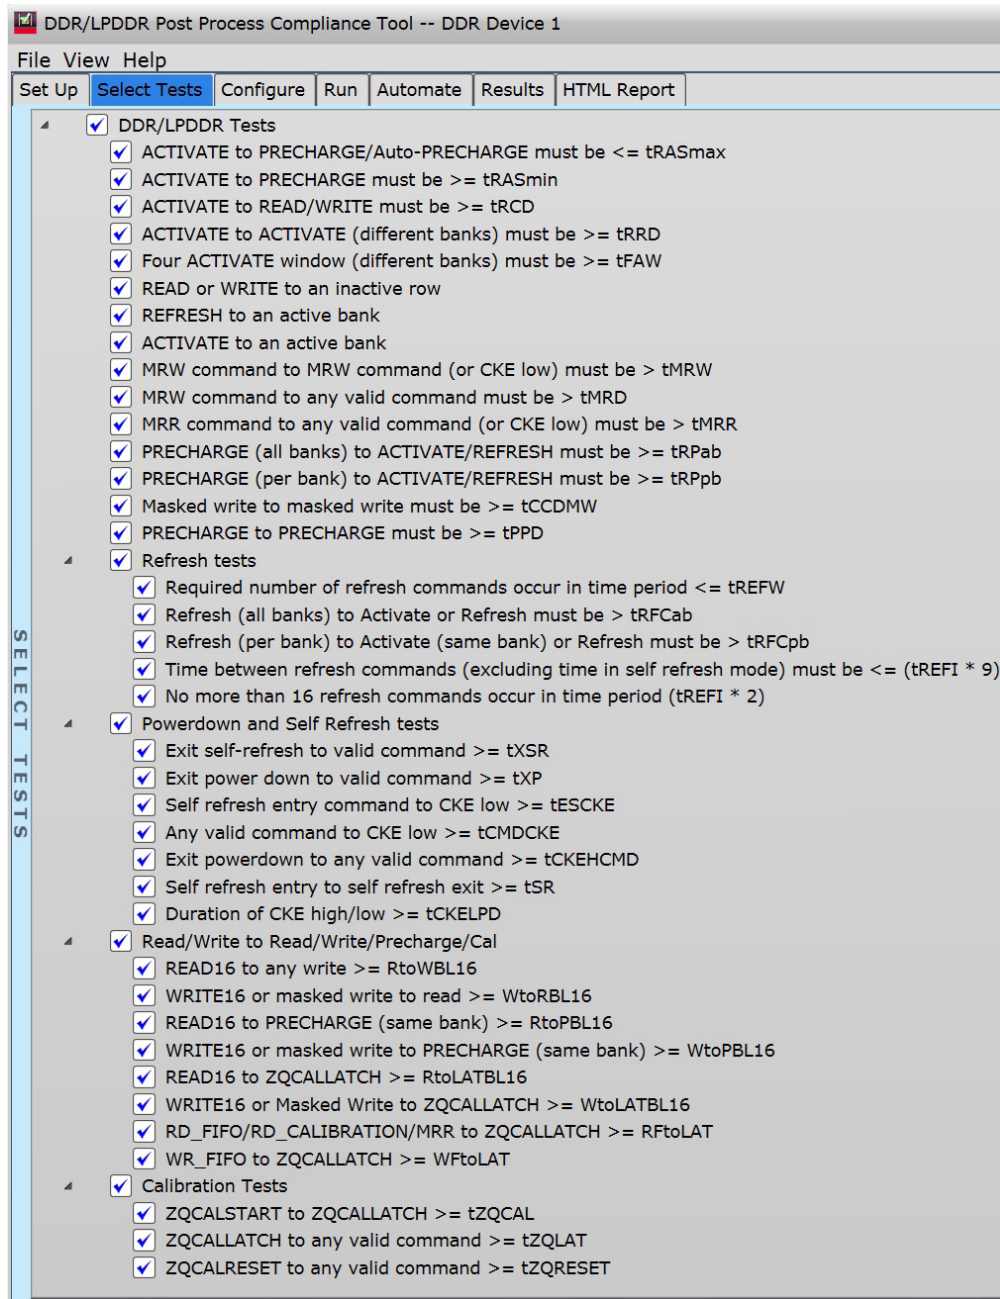 DDR/LPDDR Post Process Compliance Tool -- DDR Device 1
File View Help
Set Up Select Tests Configure Run Automate Results HTML Report
SELECT TESTS
DDR/LPDDR Tests
ACTIVATE to PRECHARGE/Auto-PRECHARGE must be <= tRASmax
ACTIVATE to PRECHARGE must be >= tRASmin
ACTIVATE to READ/WRITE must be >= tRCD
ACTIVATE to ACTIVATE (different banks) must be >= tRRD
Four ACTIVATE window (different banks) must be >= tFAW
READ or WRITE to an inactive row
REFRESH to an active bank
ACTIVATE to an active bank
MRW command to MRW command (or CKE low) must be > tMRW
MRW command to any valid command must be > tMRD
MRR command to any valid command (or CKE low) must be > tMRR
PRECHARGE (all banks) to ACTIVATE/REFRESH must be >= tRPab
PRECHARGE (per bank) to ACTIVATE/REFRESH must be >= tRPpb
Masked write to masked write must be >= tCCDMW
PRECHARGE to PRECHARGE must be >= tPPD
Refresh tests
Required number of refresh commands occur in time period <= tREFW
Refresh (all banks) to Activate or Refresh must be > tRFCab
Refresh (per bank) to Activate (same bank) or Refresh must be > tRFCpb
Time between refresh commands (excluding time in self refresh mode) must be <= (tREFI * 9)
No more than 16 refresh commands occur in time period (tREFI * 2)
Powerdown and Self Refresh tests
Exit self-refresh to valid command >= tXSR
Exit power down to valid command >= tXP
Self refresh entry command to CKE low >= tESCKE
Any valid command to CKE low >= tCMDCKE
Exit powerdown to any valid command >= tCKEHCMD
Self refresh entry to self refresh exit >= tSR
Duration of CKE high/low >= tCKELPD
Read/Write to Read/Write/Precharge/Cal
READ16 to any write >= RtoWBL16
WRITE16 or masked write to read >= WtoRBL16
READ16 to PRECHARGE (same bank) >= RtoPBL16
WRITE16 or masked write to PRECHARGE (same bank) >= WtoPBL16
READ16 to ZQCALLATCH >= RtoLATBL16
WRITE16 or Masked Write to ZQCALLATCH >= WtoLATBL16
RD_FIFO/RD_CALIBRATION/MRR to ZQCALLATCH >= RFtoLAT
WR_FIFO to ZQCALLATCH >= WFtoLAT
Calibration Tests
ZQCALSTART to ZQCALLATCH >= tZQCAL
ZQCALLATCH to any valid command >= tZQLAT
ZQCALRESET to any valid command >= tZQRESET